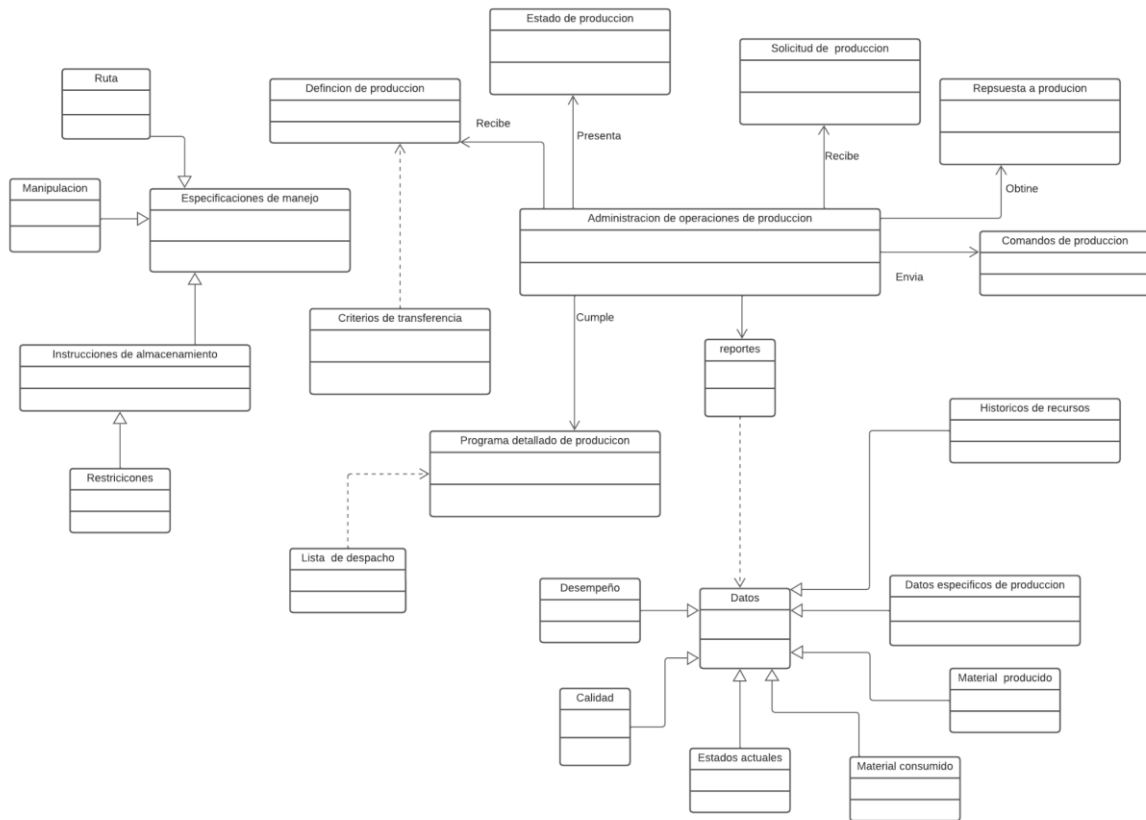 Estado de produccion
Solicitud de produccion
Ruta
Defincion de produccion
Repsuesta a producion
Recibe
Presenta
Recibe
Manipulacion
Especificaciones de manejo
Obtine
Administracion de operaciones de produccion
Comandos de produccion
Envia
Criterios de transferencia
Cumple
Instrucciones de almacenamiento
reportes
Historicos de recursos
Programa detallado de producicon
Restricicones
Lista de despacho
Desempeño
Datos
Datos especificos de produccion
Material producido
Calidad
Estados actuales
Material consumido